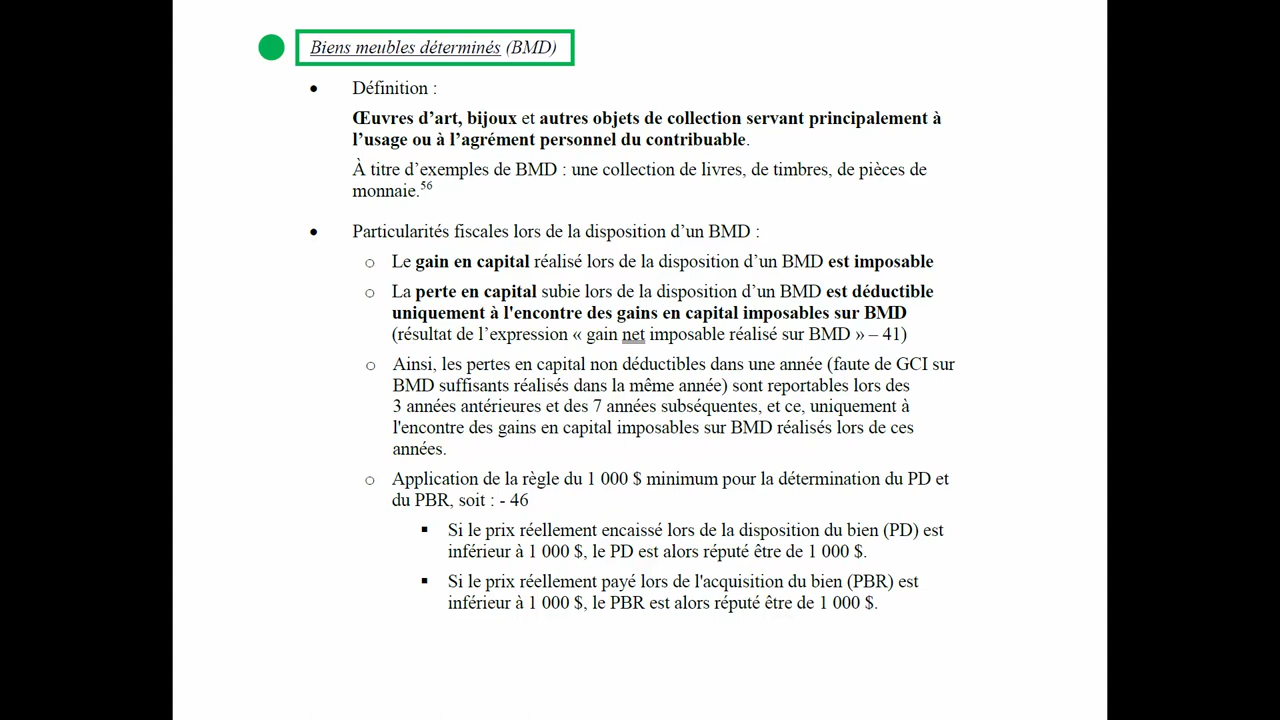 Biens meubles déterminés (BMD)
• Définition :
Œuvres d’art, bijoux et autres objets de collection servant principalement à
l’usage ou à l’agrément personnel du contribuable.
À titre d’exemples de BMD : une collection de livres, de timbres, de pièces de
monnaie.56
• Particularités fiscales lors de la disposition d’un BMD :
o Le gain en capital réalisé lors de la disposition d’un BMD est imposable
o La perte en capital subie lors de la disposition d’un BMD est déductible
uniquement à l'encontre des gains en capital imposables sur BMD
(résultat de l’expression « gain net imposable réalisé sur BMD » – 41)
o Ainsi, les pertes en capital non déductibles dans une année (faute de GCI sur
BMD suffisants réalisés dans la même année) sont reportables lors des
3 années antérieures et des 7 années subséquentes, et ce, uniquement à
l'encontre des gains en capital imposables sur BMD réalisés lors de ces
années.
o Application de la règle du 1 000 $ minimum pour la détermination du PD et
du PBR, soit : - 46
▪ Si le prix réellement encaissé lors de la disposition du bien (PD) est
inférieur à 1 000 $, le PD est alors réputé être de 1 000 $.
▪ Si le prix réellement payé lors de l'acquisition du bien (PBR) est
inférieur à 1 000 $, le PBR est alors réputé être de 1 000 $.